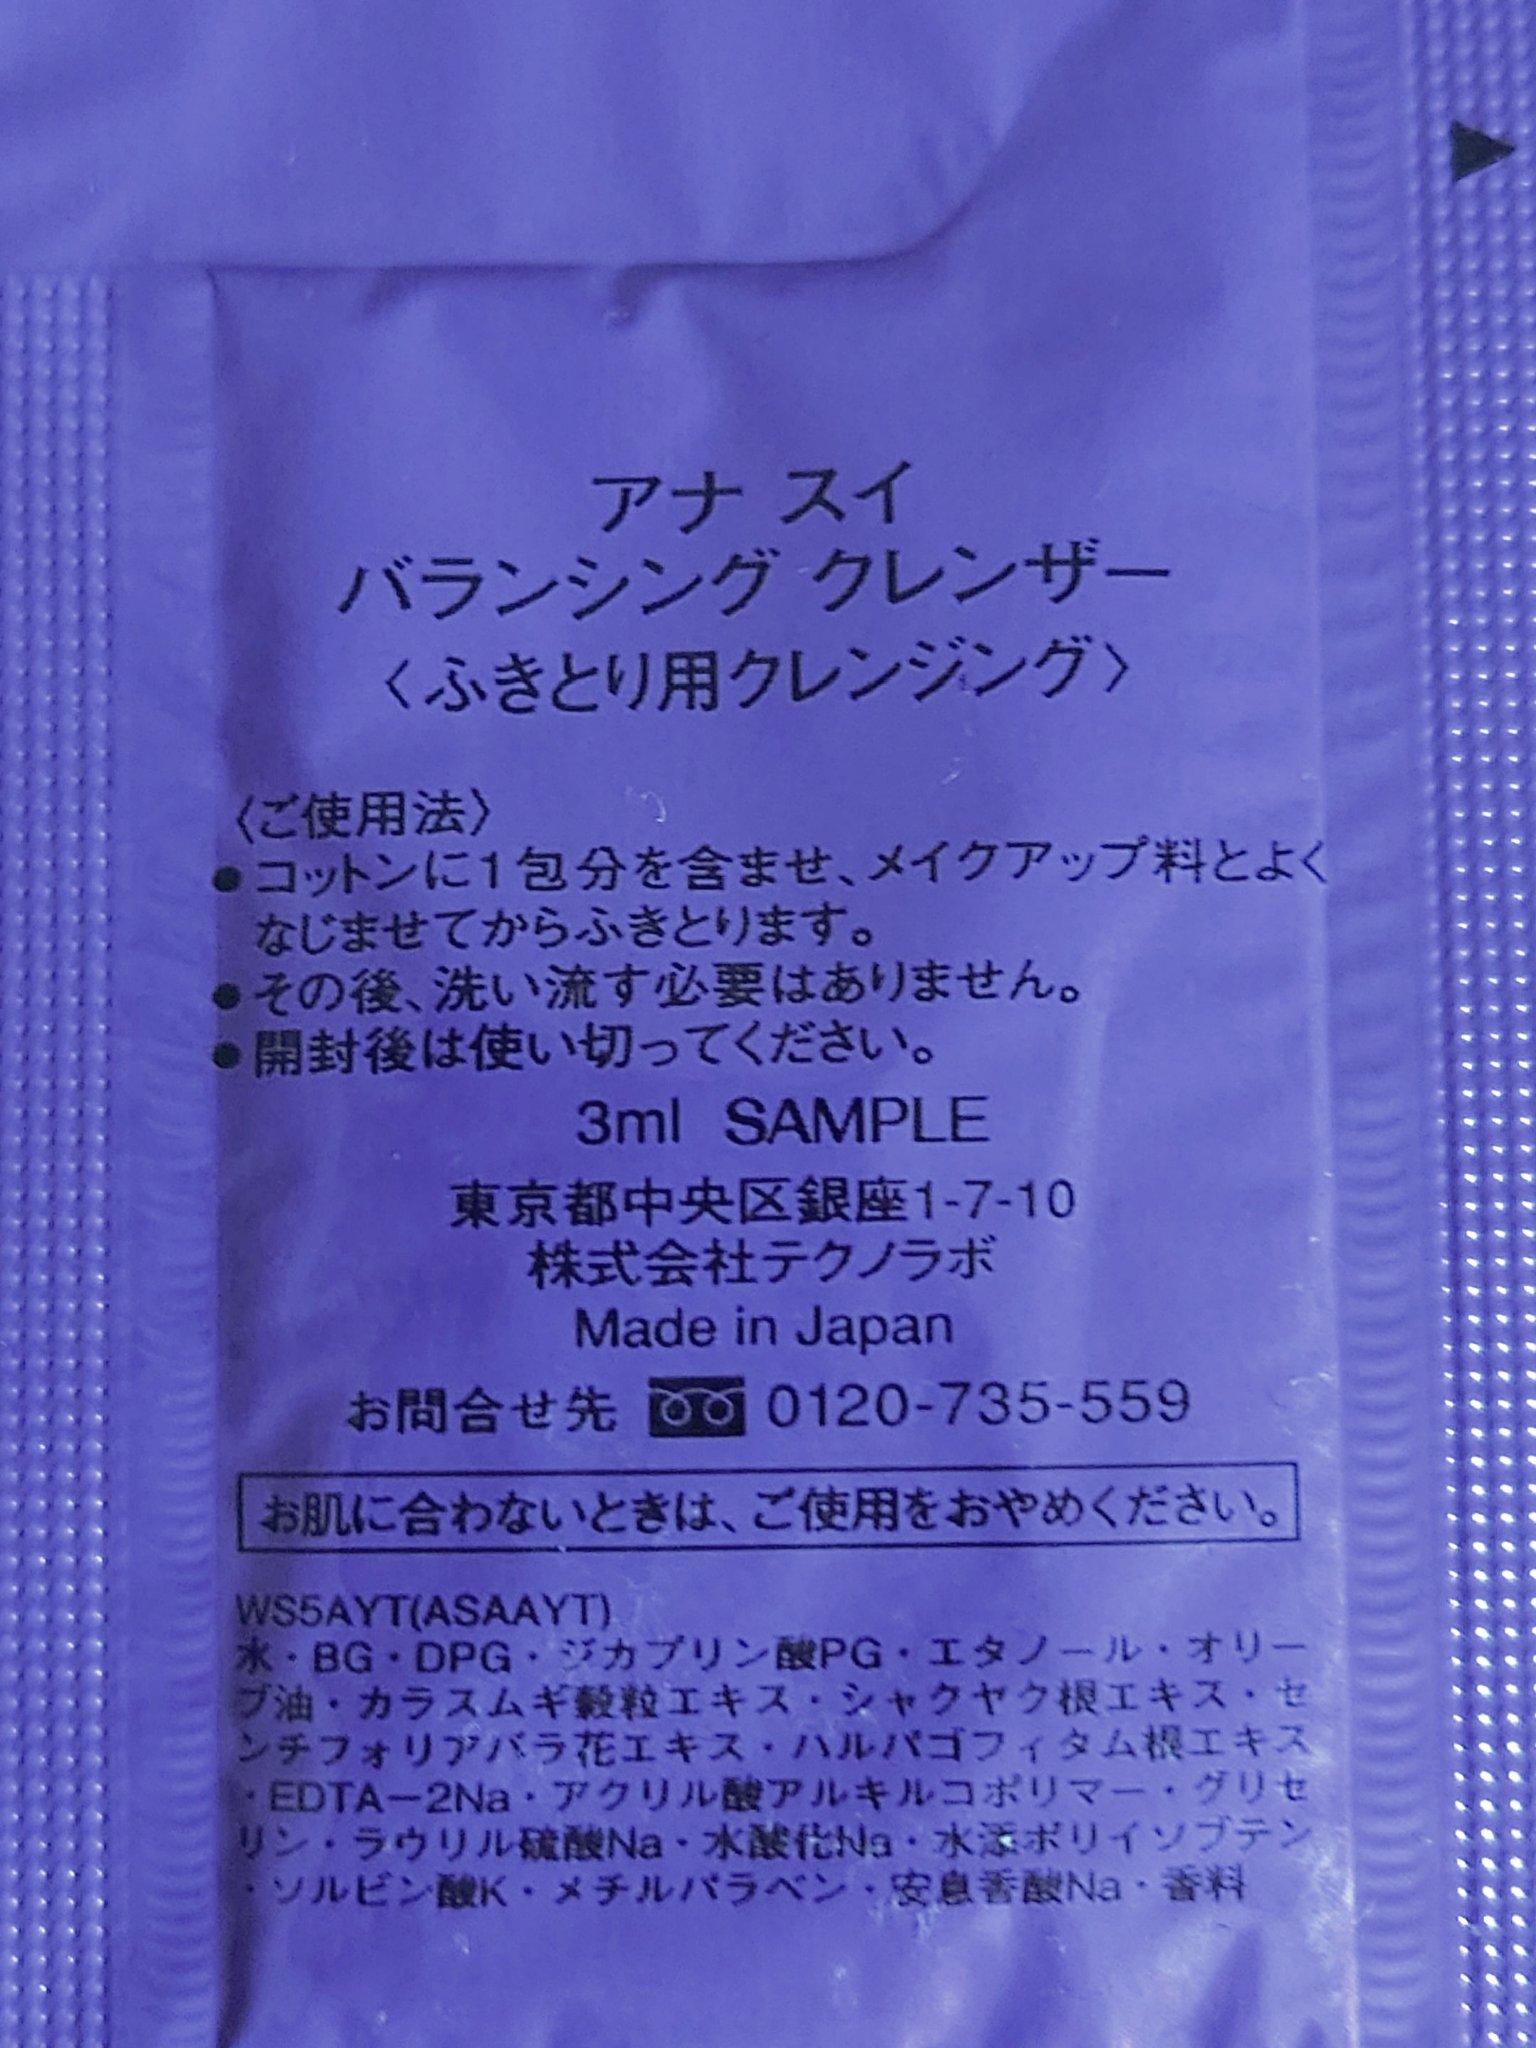 アナ スイ
バランシング クレンザー
〈ふきとり用クレンジング〉
〈ご使用法〉
●コットンに1包分を含ませ、メイクアップ料とよく
なじませてからふきとります。
●その後、洗い流す必要はありません。
●開封後は使い切ってください。
3ml SAMPLE
東京都中央区銀座1-7-10
株式会社テクノラボ
Made in Japan
お問合せ先 0120-735-559
お肌に合わないときは、ご使用をおやめください。
WS5AYT(ASAAYT)
水・BG・DPG・ジカプリン酸PG・エタノール・オリー
ブ油・カラスムギ穀粒エキス・シャクヤク根エキス・セ
ンチフォリアバラ花エキス・ハルパゴフィタム根エキス
・EDTA－2Na・アクリル酸アルキルコポリマー・グリセ
リン・ラウリル硫酸Na・水酸化Na・水添ポリイソブテン
・ソルビン酸K・メチルパラベン・安息香酸Na・香料